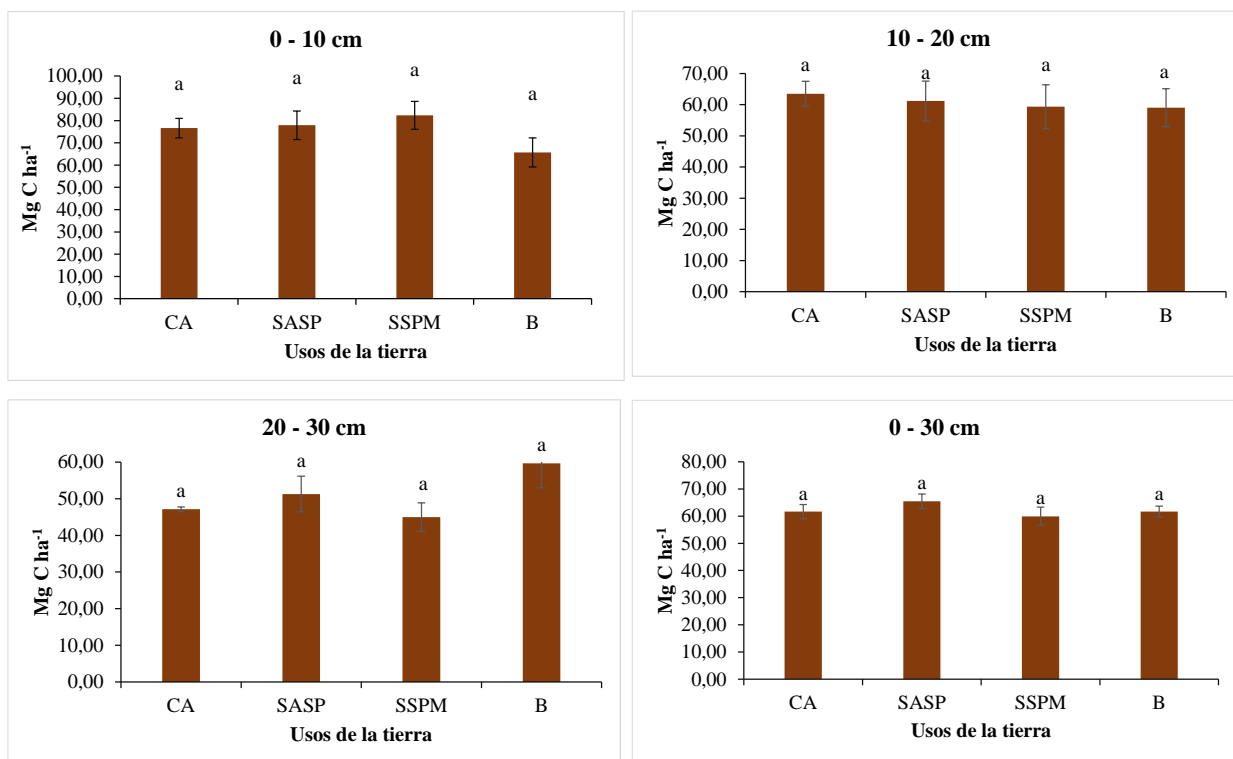 0 - 10 cm
a
a
a
a
100,00
90,00
80,00
70,00
60,00
50,00
40,00
30,00
20,00
10,00
0,00
Mg C ha-1
CA SASP SSPM B
Usos de la tierra
10 - 20 cm
a
a
a
a
70,00
60,00
50,00
40,00
30,00
20,00
10,00
0,00
Mg C ha-1
CA SASP SSPM B
Usos de la tierra
20 - 30 cm
a
a
a
a
60,00
50,00
40,00
30,00
20,00
10,00
0,00
Mg C ha-1
CA SASP SSPM B
Usos de la tierra
0 - 30 cm
a
a
a
a
80,00
70,00
60,00
50,00
40,00
30,00
20,00
10,00
0,00
Mg C ha-1
CA SASP SSPM B
Usos de la tierra